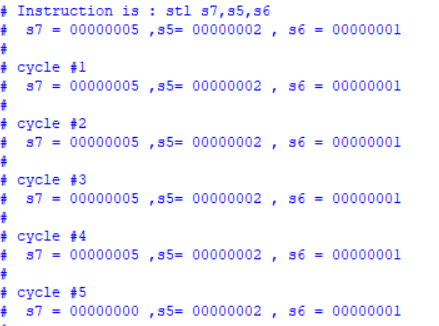 # Instruction is : stl s7,s5,s6
#  s7 = 00000005 ,s5= 00000002 , s6 = 00000001
#
# cycle #1
#  s7 = 00000005 ,s5= 00000002 , s6 = 00000001
#
# cycle #2
#  s7 = 00000005 ,s5= 00000002 , s6 = 00000001
#
# cycle #3
#  s7 = 00000005 ,s5= 00000002 , s6 = 00000001
#
# cycle #4
#  s7 = 00000005 ,s5= 00000002 , s6 = 00000001
#
# cycle #5
#  s7 = 00000000 ,s5= 00000002 , s6 = 00000001